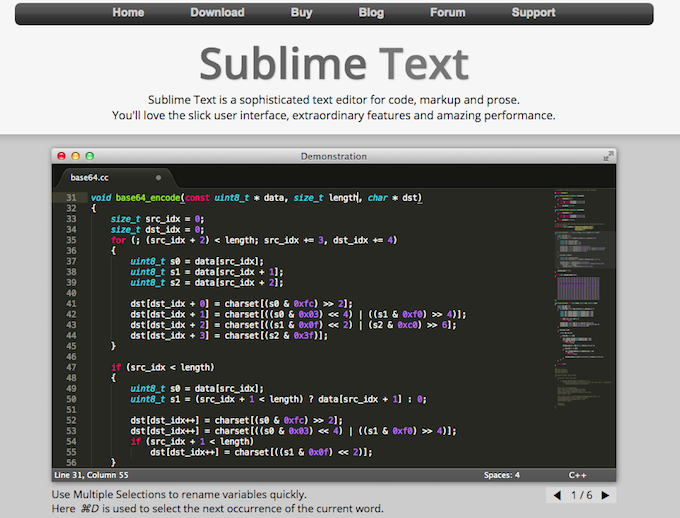 Home Download Buy Blog Forum Support
Sublime Text
Sublime Text is a sophisticated text editor for code, markup and prose.
You'll love the slick user interface, extraordinary features and amazing performance.
Demonstration
base64.cc
31 void base64_encode(const uint8_t * data, size_t length, char * dst)
32 {
33 size_t src_idx = 0;
34 size_t dst_idx = 0;
35 for (; (src_idx + 2) < length; src_idx += 3, dst_idx += 4)
36 {
37 uint8_t s0 = data[src_idx];
38 uint8_t s1 = data[src_idx + 1];
39 uint8_t s2 = data[src_idx + 2];
40
41 dst[dst_idx + 0] = charset[(s0 & 0xfc) >> 2];
42 dst[dst_idx + 1] = charset[((s0 & 0x03) << 4) | ((s1 & 0xf0) >> 4)];
43 dst[dst_idx + 2] = charset[((s1 & 0x0f) << 2) | (s2 & 0xc0) >> 6];
44 dst[dst_idx + 3] = charset[(s2 & 0x3f)];
45 }
46
47 if (src_idx < length)
48 {
49 uint8_t s0 = data[src_idx];
50 uint8_t s1 = (src_idx + 1 < length) ? data[src_idx + 1] : 0;
51
52 dst[dst_idx++] = charset[(s0 & 0xfc) >> 2];
53 dst[dst_idx++] = charset[((s0 & 0x03) << 4) | ((s1 & 0xf0) >> 4)];
54 if (src_idx + 1 < length)
55 dst[dst_idx++] = charset[((s1 & 0x0f) << 2)];
56 }
Line 31, Column 55 Spaces: 4 C++
Use Multiple Selections to rename variables quickly.
Here ⌘D is used to select the next occurrence of the current word.
◀ 1 / 6 ▶